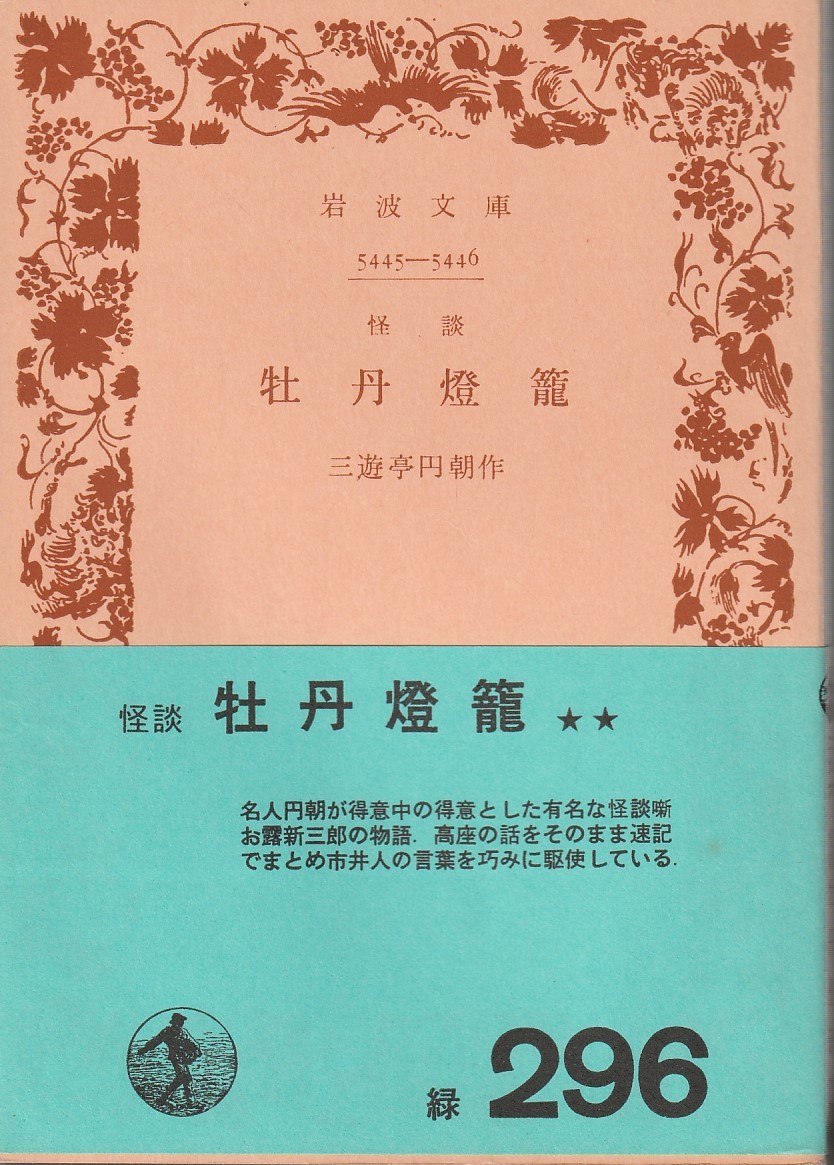 岩波文庫
5445—5446
怪談
牡丹燈籠
三遊亭円朝作
怪談 牡丹燈籠 ★★
名人円朝が得意中の得意とした有名な怪談噺
お露新三郎の物語．高座の話をそのまま速記
でまとめ市井人の言葉を巧みに駆使している．
緑 296